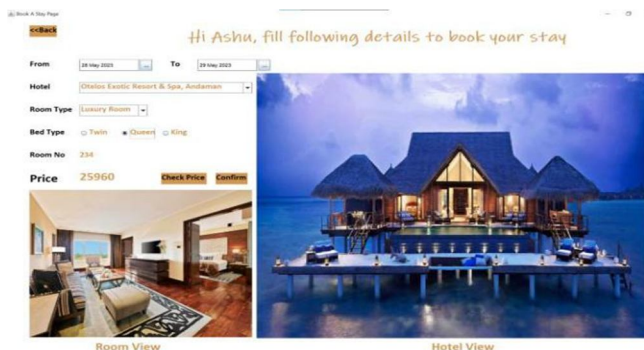 Book A Stay Page
<<Back
Hi Ashu, fill following details to book your stay
From 28 May 2023 ... To 29 May 2023 ...
Hotel Otelos Exotic Resort & Spa, Andaman
Room Type Luxury Room
Bed Type Twin Queen King
Room No 234
Price 25960 Check Price Confirm
Room View Hotel View